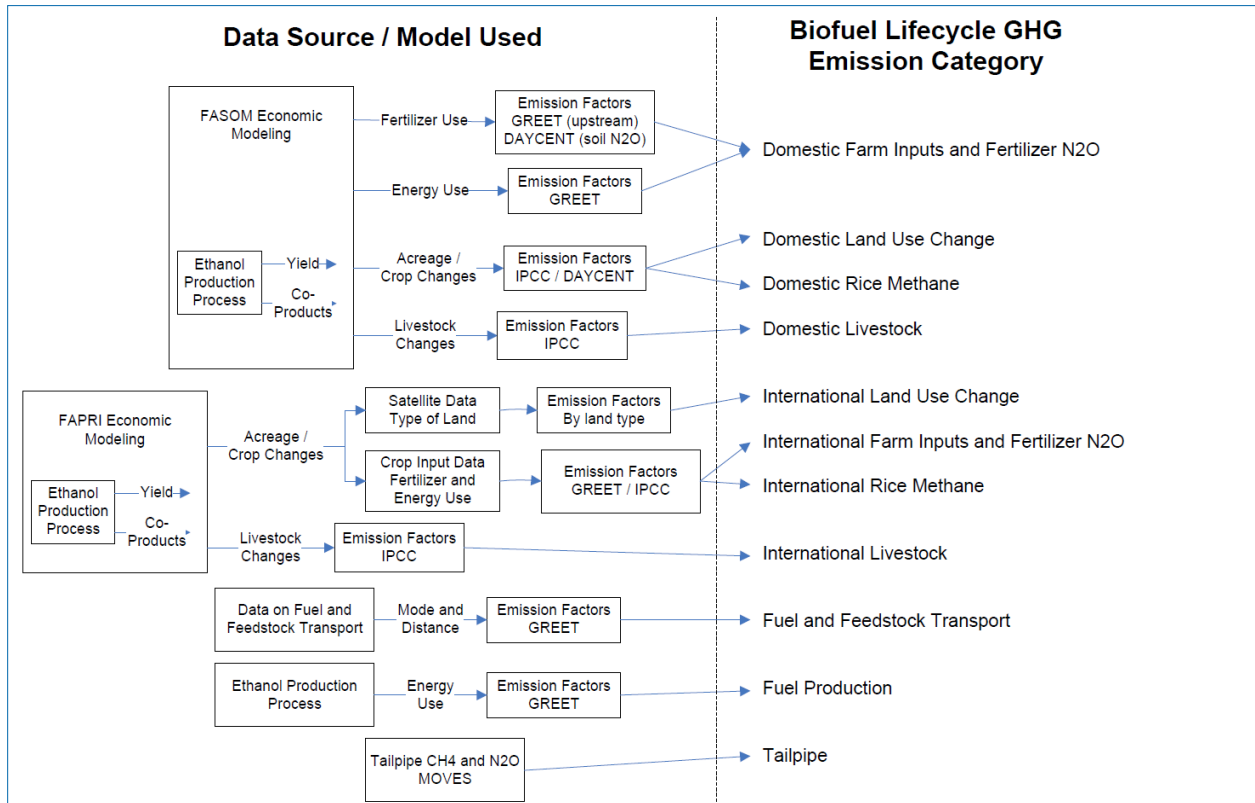 Data Source / Model Used
Biofuel Lifecycle GHG
Emission Category
FASOM Economic
Modeling
Fertilizer Use
Emission Factors
GREET (upstream)
DAYCENT (soil N2O)
Domestic Farm Inputs and Fertilizer N2O
Energy Use
Emission Factors
GREET
Ethanol
Production
Process
Yield
Co-
Products
Acreage /
Crop Changes
Emission Factors
IPCC / DAYCENT
Domestic Land Use Change
Domestic Rice Methane
Livestock
Changes
Emission Factors
IPCC
Domestic Livestock
FAPRI Economic
Modeling
Acreage /
Crop Changes
Satellite Data
Type of Land
Emission Factors
By land type
International Land Use Change
Crop Input Data
Fertilizer and
Energy Use
Emission Factors
GREET / IPCC
International Farm Inputs and Fertilizer N2O
International Rice Methane
Ethanol
Production
Process
Yield
Co-
Products
Livestock
Changes
Emission Factors
IPCC
International Livestock
Data on Fuel and
Feedstock Transport
Mode and
Distance
Emission Factors
GREET
Fuel and Feedstock Transport
Ethanol Production
Process
Energy
Use
Emission Factors
GREET
Fuel Production
Tailpipe CH4 and N2O
MOVES
Tailpipe